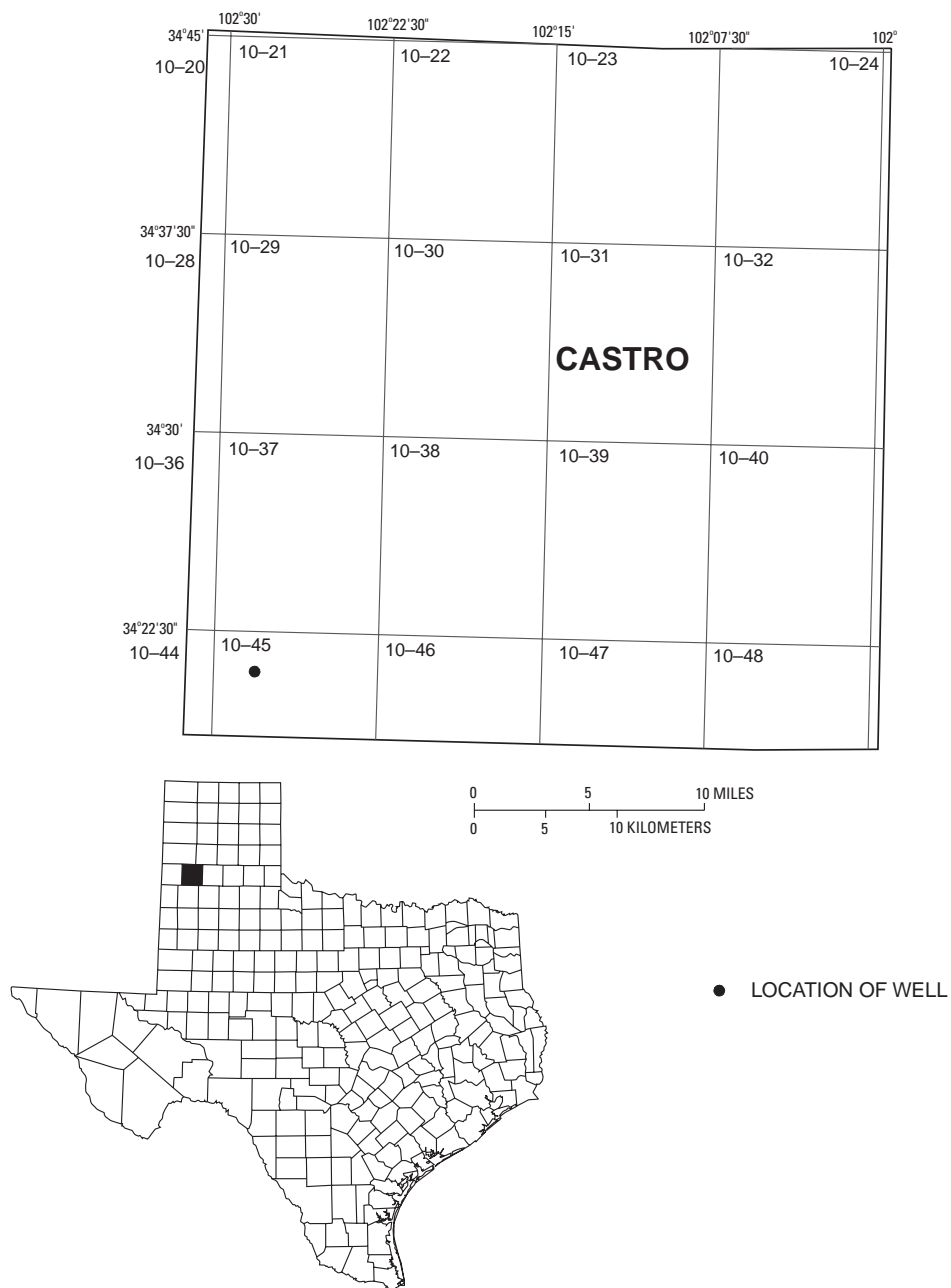 102°30' 102°22'30" 102°15' 102°07'30" 102°
34°45'
10–20 10–21 10–22 10–23 10–24
34°37'30"
10–28 10–29 10–30 10–31 10–32
CASTRO
34°30'
10–36 10–37 10–38 10–39 10–40
34°22'30"
10–44 10–45 10–46 10–47 10–48
0 5 10 MILES
0 5 10 KILOMETERS
LOCATION OF WELL